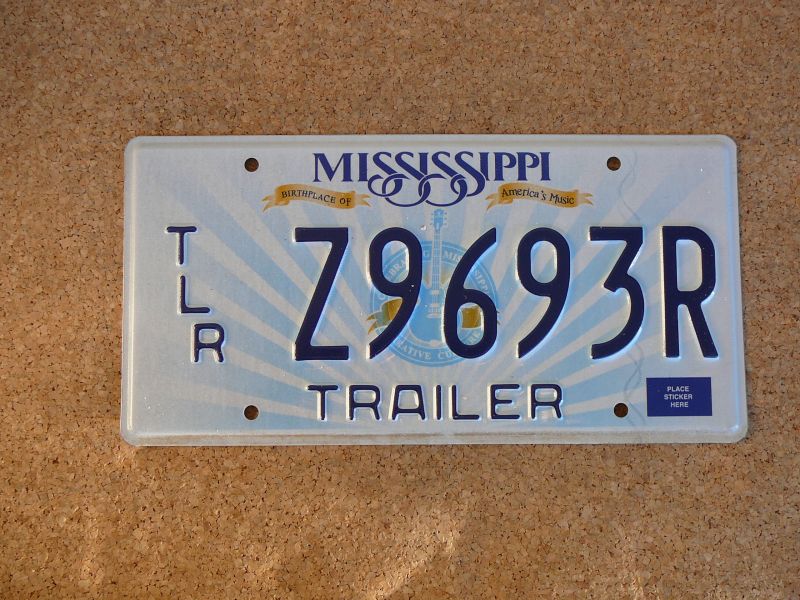 MISSISSIPPI
BIRTHPLACE OF America's Music
TLR
Z9693R
TRAILER
PLACE
STICKER
HERE